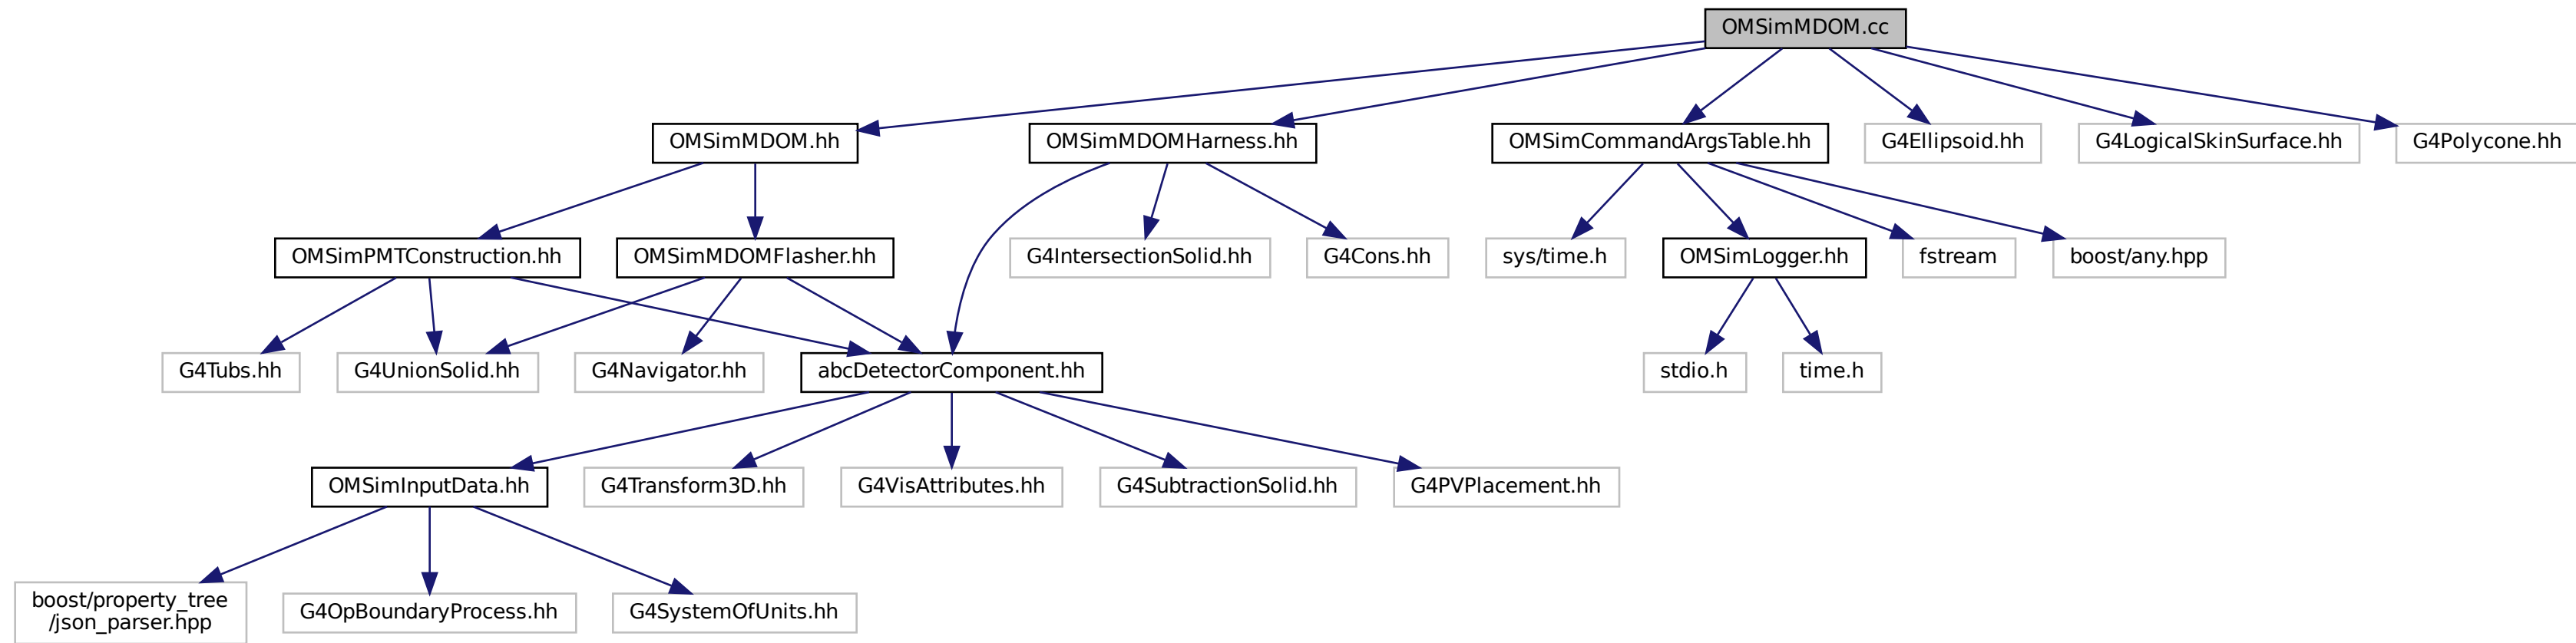 OMSimMDOM.cc
OMSimMDOM.hh
OMSimMDOMHarness.hh
OMSimCommandArgsTable.hh
G4Ellipsoid.hh
G4LogicalSkinSurface.hh
G4Polycone.hh
OMSimPMTConstruction.hh
OMSimMDOMFlasher.hh
G4IntersectionSolid.hh
G4Cons.hh
sys/time.h
OMSimLogger.hh
fstream
boost/any.hpp
G4Tubs.hh
G4UnionSolid.hh
G4Navigator.hh
abcDetectorComponent.hh
stdio.h
time.h
OMSimInputData.hh
G4Transform3D.hh
G4VisAttributes.hh
G4SubtractionSolid.hh
G4PVPlacement.hh
boost/property_tree
/json_parser.hpp
G4OpBoundaryProcess.hh
G4SystemOfUnits.hh